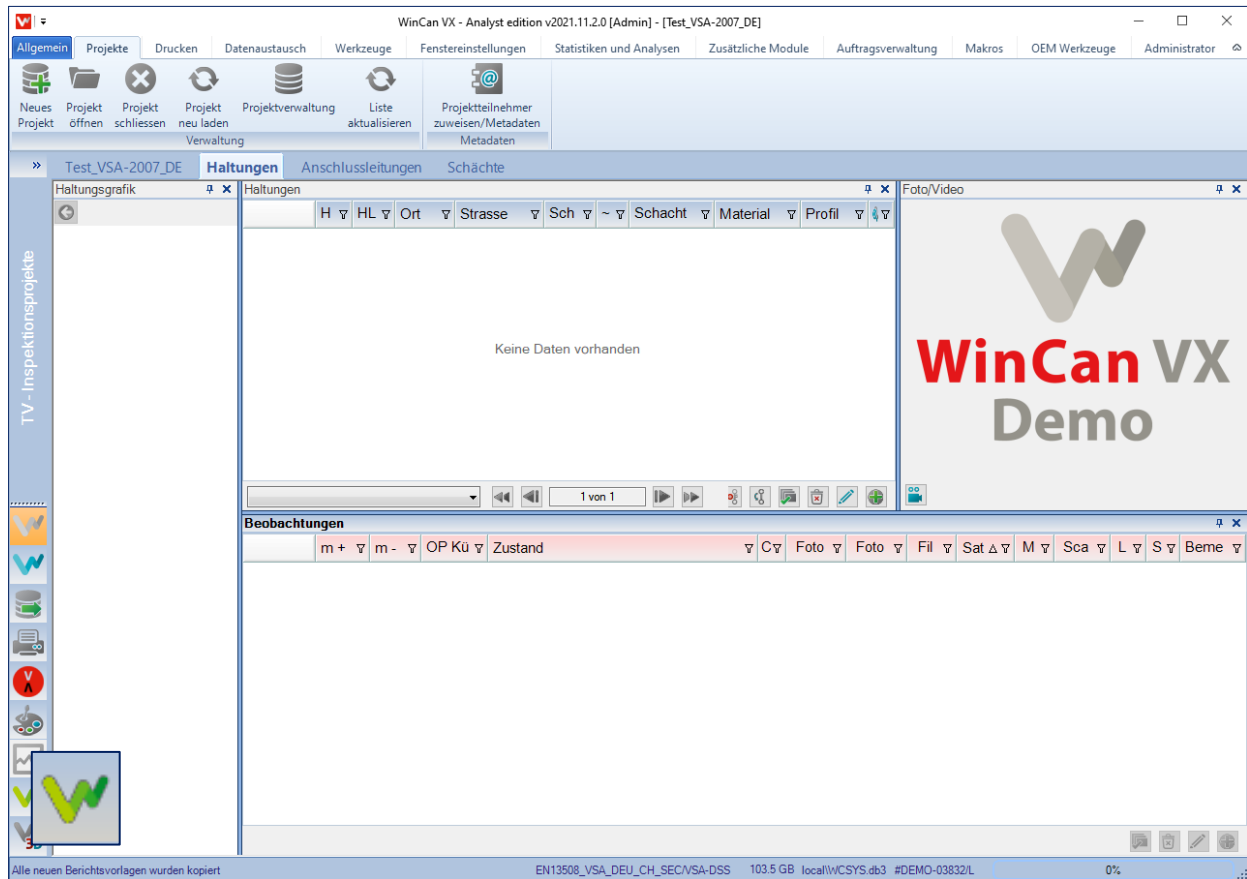 WinCan VX - Analyst edition v2021.11.2.0 [Admin] - [Test_VSA-2007_DE]
Allgemein Projekte Drucken Datenaustausch Werkzeuge Fenstereinstellungen Statistiken und Analysen Zusätzliche Module Auftragsverwaltung Makros OEM Werkzeuge Administrator
Neues Projekt Projekt öffnen Projekt schliessen Projekt neu laden Projektverwaltung Liste aktualisieren Projektteilnehmer zuweisen/Metadaten
Verwaltung Metadaten
Test_VSA-2007_DE Haltungen Anschlussleitungen Schächte
TV - Inspektionsprojekte
Haltungsgrafik
Haltungen
Foto/Video
H HL Ort Strasse Sch ~ Schacht Material Profil
Keine Daten vorhanden
WinCan VX
Demo
1 von 1
Beobachtungen
m + m - OP Kü Zustand C Foto Foto Fil Sat M Sca L S Beme
3D
Alle neuen Berichtsvorlagen wurden kopiert EN13508_VSA_DEU_CH_SEC/VSA-DSS 103.5 GB local\\WCSYS.db3 #DEMO-03832/L 0%